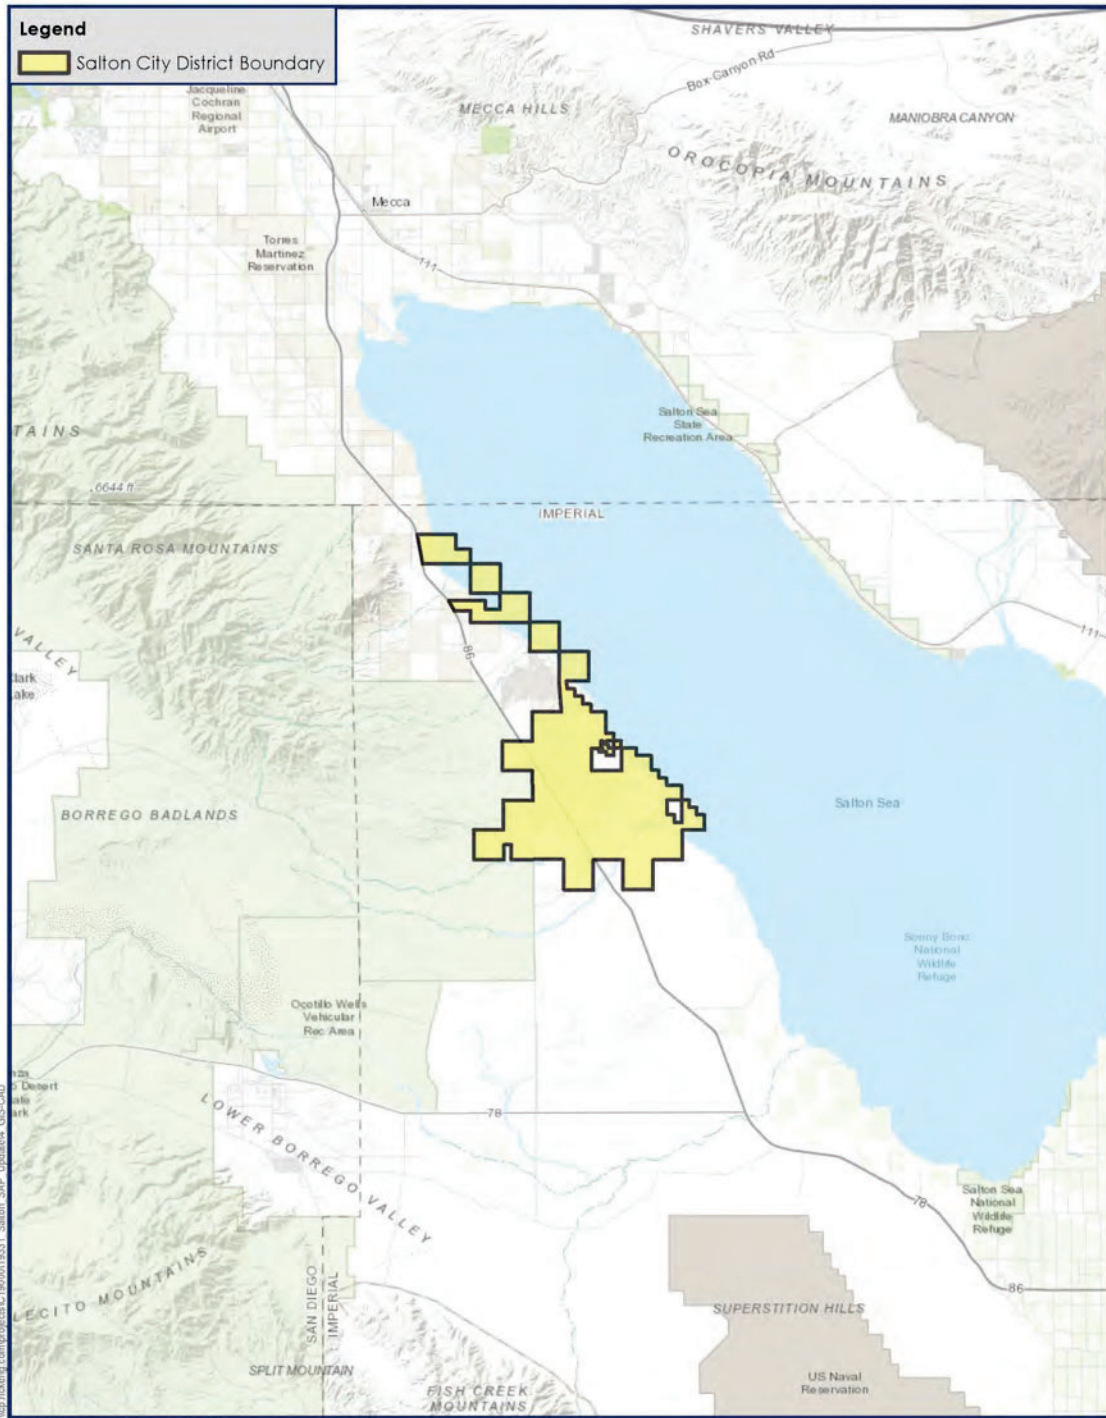 Legend
Salton City District Boundary
SHAVERS VALLEY
Box Canyon Rd
Jacqueline
Cochran
Regional
Airport
MECCA HILLS
MANIOBRA CANYON
OROCOPIA MOUNTAINS
Mecca
Torres
Martinez
Reservation
111
Salton Sea
State
Recreation Area
TAINS
6644 ft
IMPERIAL
SANTA ROSA MOUNTAINS
111
VALLEY
86
Salton Sea
BORREGO BADLANDS
Sonny Bono
National
Wildlife
Refuge
Ocotillo Wells
Vehicular
Rec Area
78
LOWER BORREGO VALLEY
78
Salton Sea
National
Wildlife
Refuge
LECITO MOUNTAINS
SAN DIEGO
IMPERIAL
86
SUPERSTITION HILLS
SPLIT MOUNTAIN
US Naval
Reservation
FISH CREEK
MOUNTAINS